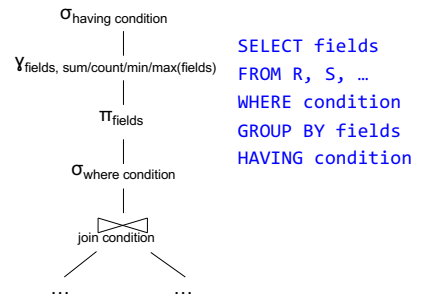 σhaving condition
γfields, sum/count/min/max(fields)
πfields
σwhere condition
join condition
... ...
SELECT fields
FROM R, S, …
WHERE condition
GROUP BY fields
HAVING condition